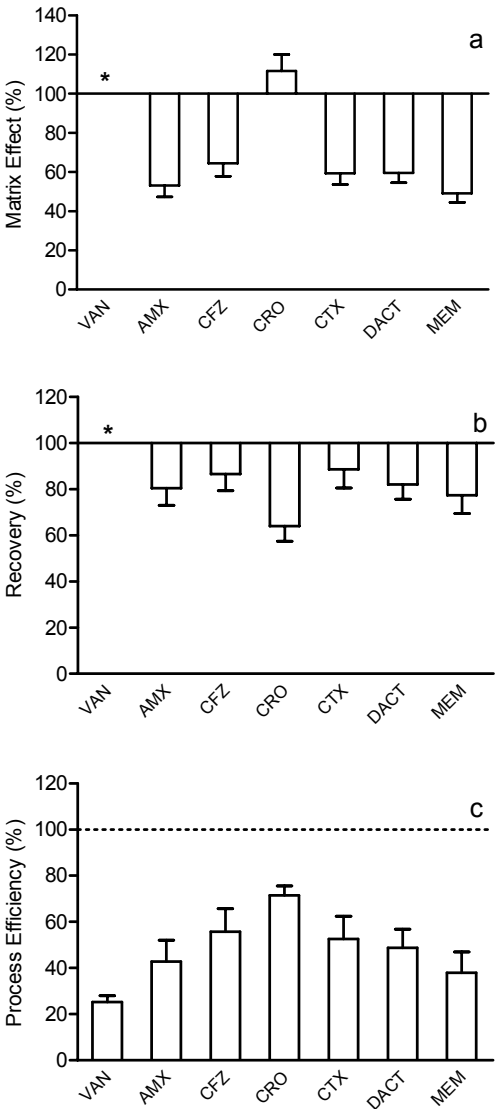 a
Matrix Effect (%)
140
120
100
80
60
40
20
0
*
VAN AMX CFZ CRO CTX DACT MEM
b
Recovery (%)
120
100
80
60
40
20
0
*
VAN AMX CFZ CRO CTX DACT MEM
c
Process Efficiency (%)
120
100
80
60
40
20
0
VAN AMX CFZ CRO CTX DACT MEM